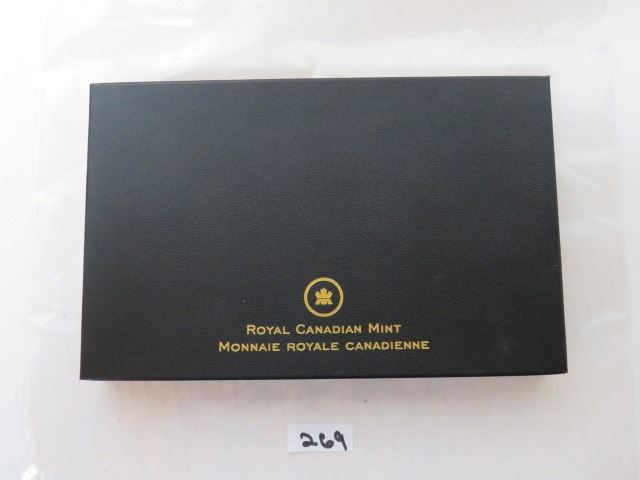 ROYAL CANADIAN MINT
MONNAIE ROYALE CANADIENNE
269